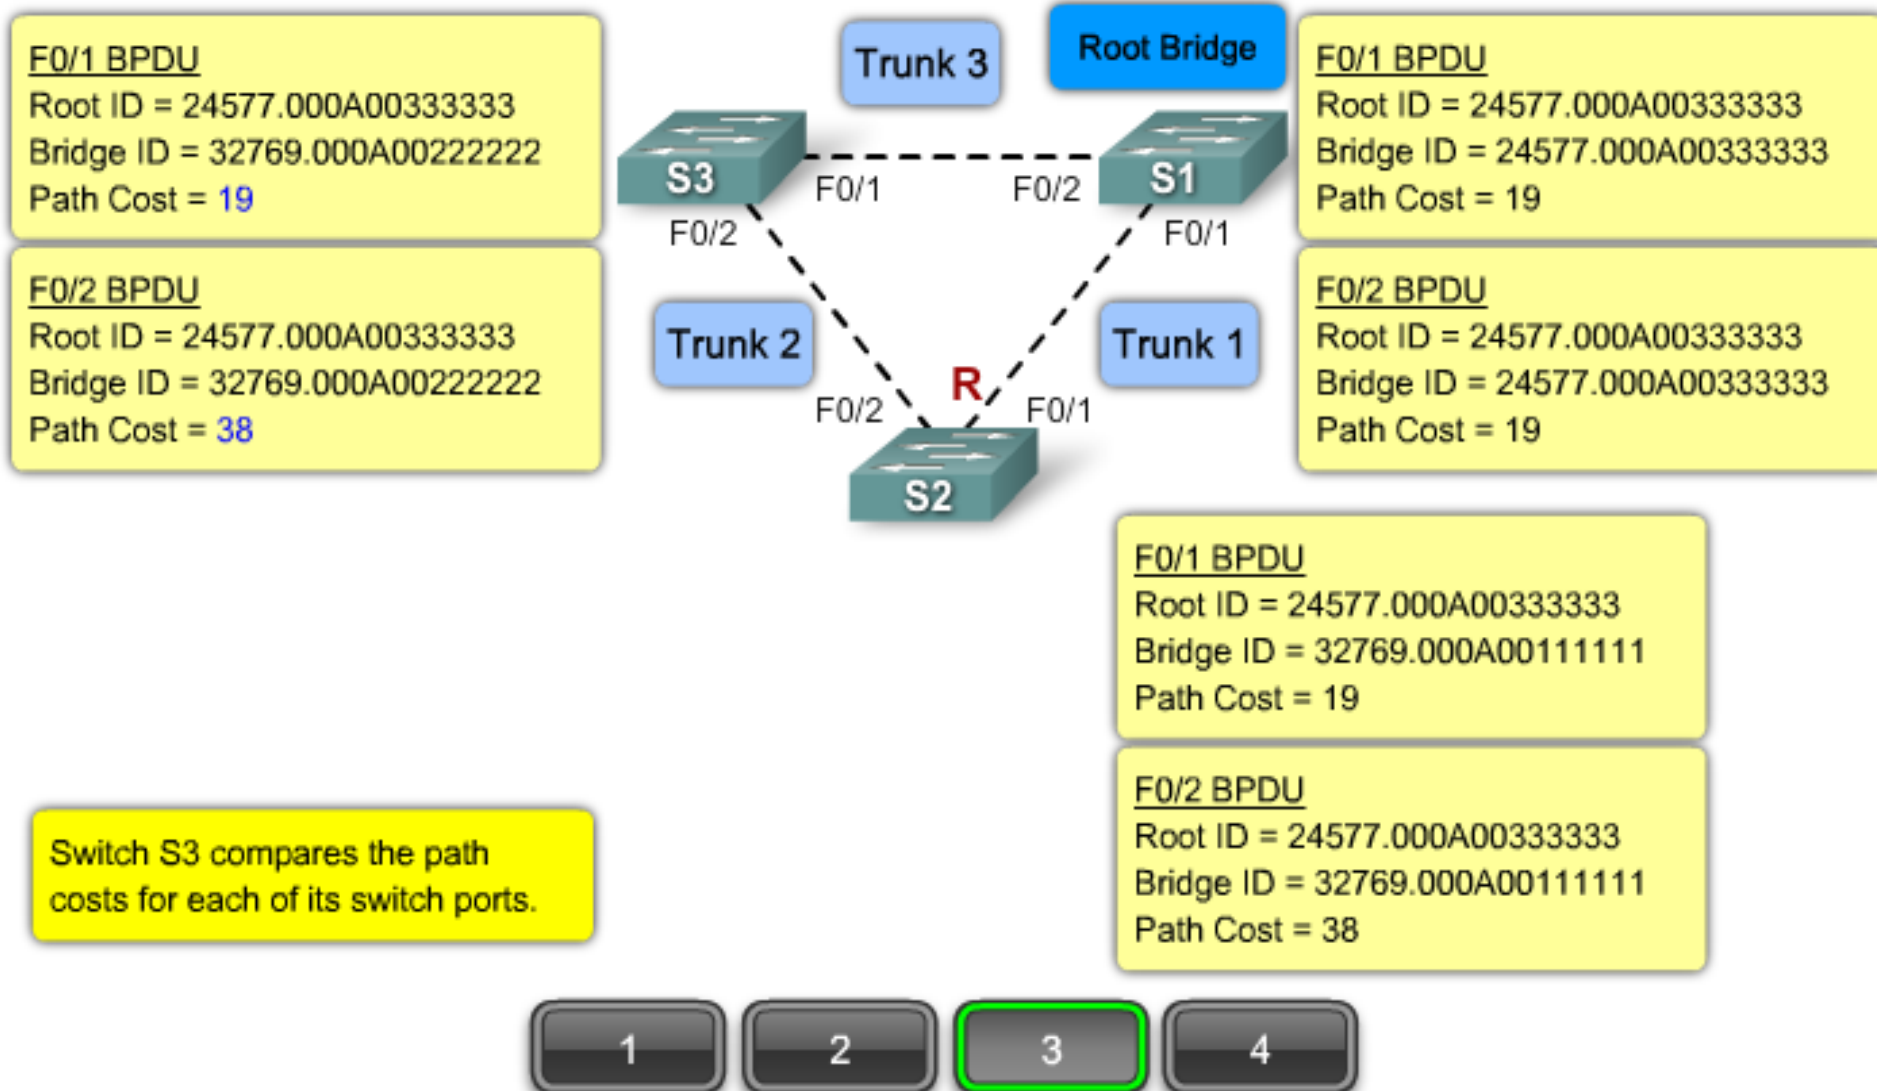 F0/1 BPDU
Root ID = 24577.000A00333333
Bridge ID = 32769.000A00222222
Path Cost = 19
F0/2 BPDU
Root ID = 24577.000A00333333
Bridge ID = 32769.000A00222222
Path Cost = 38
Trunk 3
Root Bridge
S3
F0/1
F0/2
S1
F0/2
F0/1
Trunk 2
Trunk 1
R
F0/2
F0/1
S2
F0/1 BPDU
Root ID = 24577.000A00333333
Bridge ID = 24577.000A00333333
Path Cost = 19
F0/2 BPDU
Root ID = 24577.000A00333333
Bridge ID = 24577.000A00333333
Path Cost = 19
F0/1 BPDU
Root ID = 24577.000A00333333
Bridge ID = 32769.000A00111111
Path Cost = 19
F0/2 BPDU
Root ID = 24577.000A00333333
Bridge ID = 32769.000A00111111
Path Cost = 38
Switch S3 compares the path
costs for each of its switch ports.
1
2
3
4